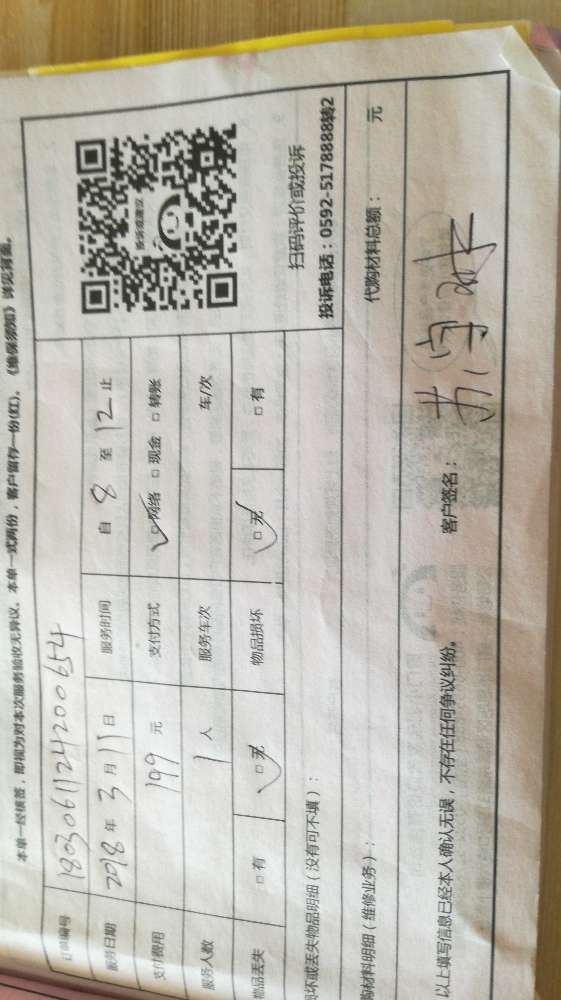 本单一经核签，即视为对本次服务验收无异议。本单一式两份，客户留存一份(红)。《维保须知》详见背面。
订单编号 1803061124200654
服务日期 2018 年 3 月 11 日 服务时间 自 8 至 12 止
支付费用 199 元 支付方式 □ 网络 □ 现金 □ 转账
服务人数 1 人 服务车次 车/次
物品丢失 □ 有 □ 无 物品损坏 □ 无 □ 有
扫码评价或投诉
投诉电话：0592-5178888转2
坏或丢失物品明细（没有可不填）：
购材料明细（维修业务）： 代购材料总额： 元
以上填写信息已经本人确认无误，不存在任何争议纠纷。 客户签名：